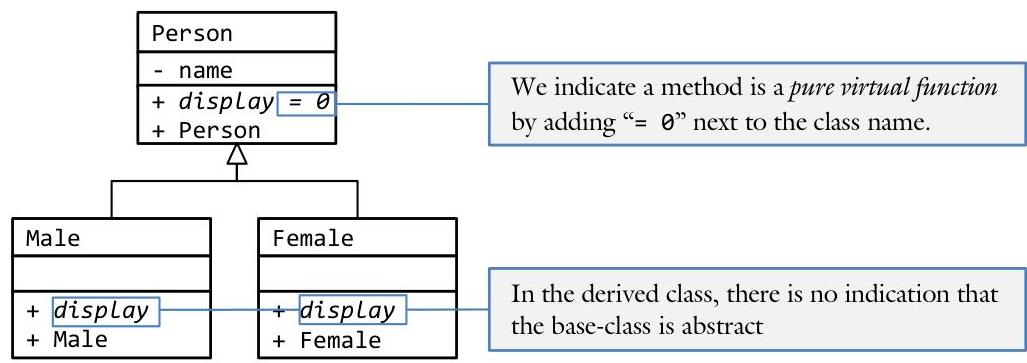 Person
- name
+ display = 0
+ Person
We indicate a method is a pure virtual function
by adding “= 0” next to the class name.
Male
+ display
+ Male
Female
+ display
+ Female
In the derived class, there is no indication that
the base-class is abstract